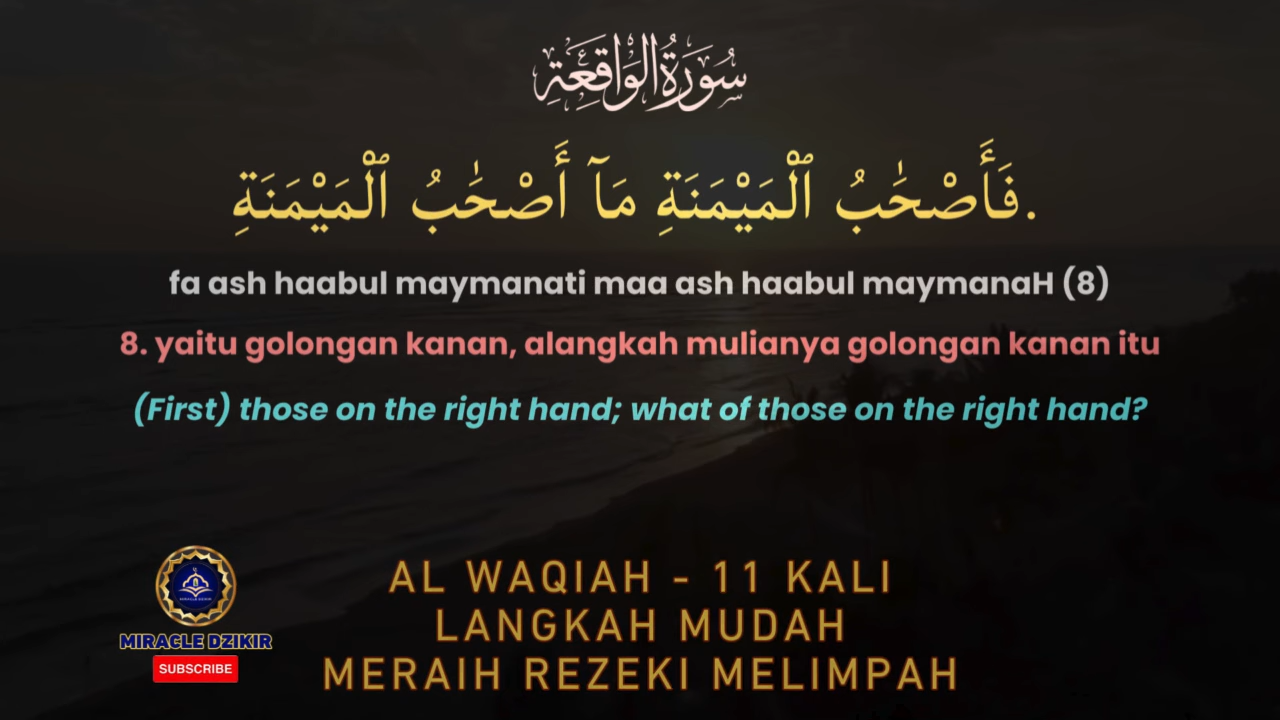 سُورَةُ الوَاقِعَةِ
فَأَصْحَٰبُ ٱلْمَيْمَنَةِ مَآ أَصْحَٰبُ ٱلْمَيْمَنَةِ.
fa ash haabul maymanati maa ash haabul maymanaH (8)
8. yaitu golongan kanan, alangkah mulianya golongan kanan itu
(First) those on the right hand; what of those on the right hand?
AL WAQIAH - 11 KALI
LANGKAH MUDAH
MERAIH REZEKI MELIMPAH
MIRACLE DZIKIR
MIRACLE DZIKIR
SUBSCRIBE